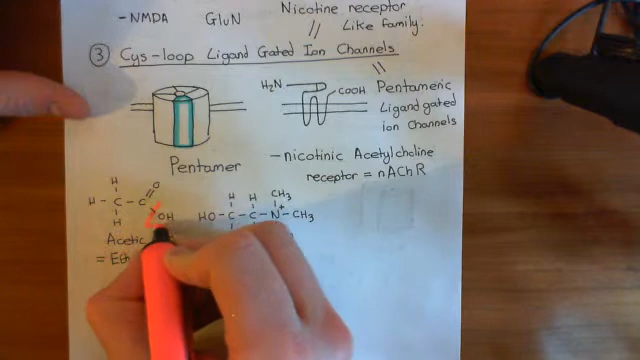 -NMDA GluN Nicotine receptor
Like family.
③ Cys-loop Ligand Gated Ion Channels
H₂N COOH Pentameric
Ligand gated
ion Channels
Pentamer
-nicotinic Acetylcholine
receptor = nAChR
H O
H - C - C
H OH
H H CH₃
HO - C - C - N⁺ - CH₃
Acetic
= Eth